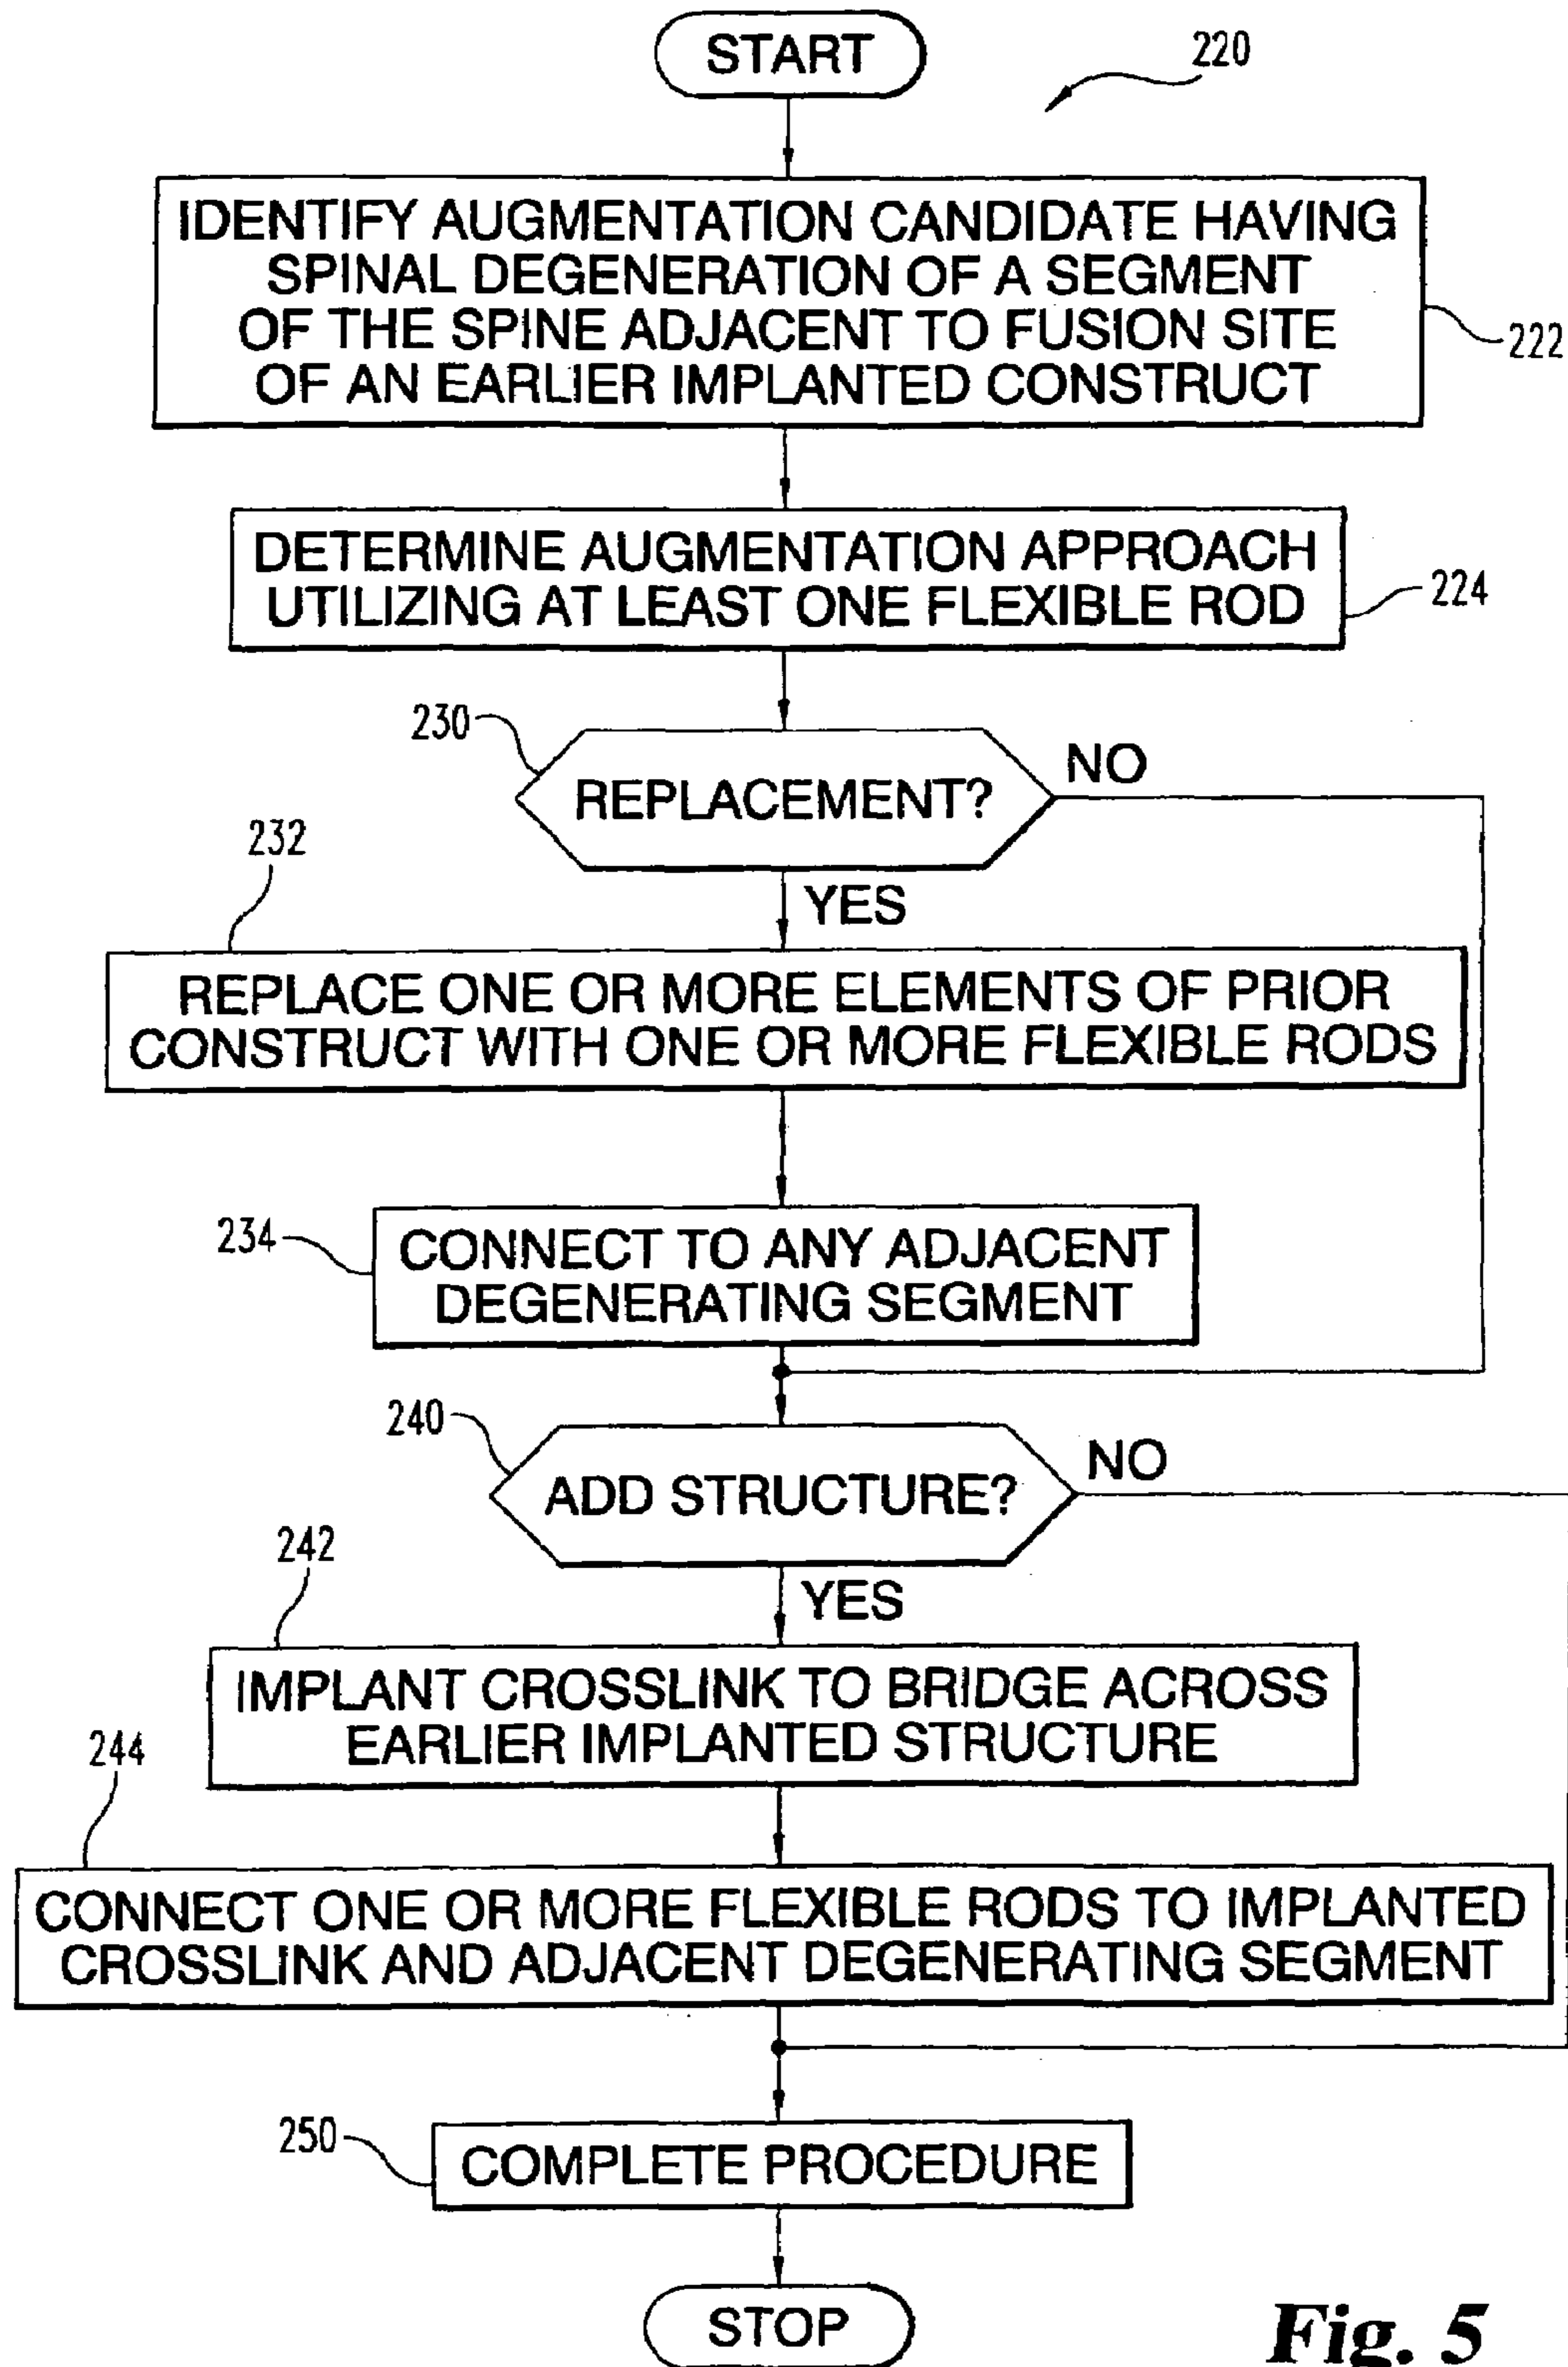 START
220
IDENTIFY AUGMENTATION CANDIDATE HAVING
SPINAL DEGENERATION OF A SEGMENT
OF THE SPINE ADJACENT TO FUSION SITE
OF AN EARLIER IMPLANTED CONSTRUCT
222
DETERMINE AUGMENTATION APPROACH
UTILIZING AT LEAST ONE FLEXIBLE ROD
224
230
REPLACEMENT?
NO
YES
232
REPLACE ONE OR MORE ELEMENTS OF PRIOR
CONSTRUCT WITH ONE OR MORE FLEXIBLE RODS
234
CONNECT TO ANY ADJACENT
DEGENERATING SEGMENT
240
ADD STRUCTURE?
NO
YES
242
IMPLANT CROSSLINK TO BRIDGE ACROSS
EARLIER IMPLANTED STRUCTURE
244
CONNECT ONE OR MORE FLEXIBLE RODS TO IMPLANTED
CROSSLINK AND ADJACENT DEGENERATING SEGMENT
250
COMPLETE PROCEDURE
STOP
Fig. 5